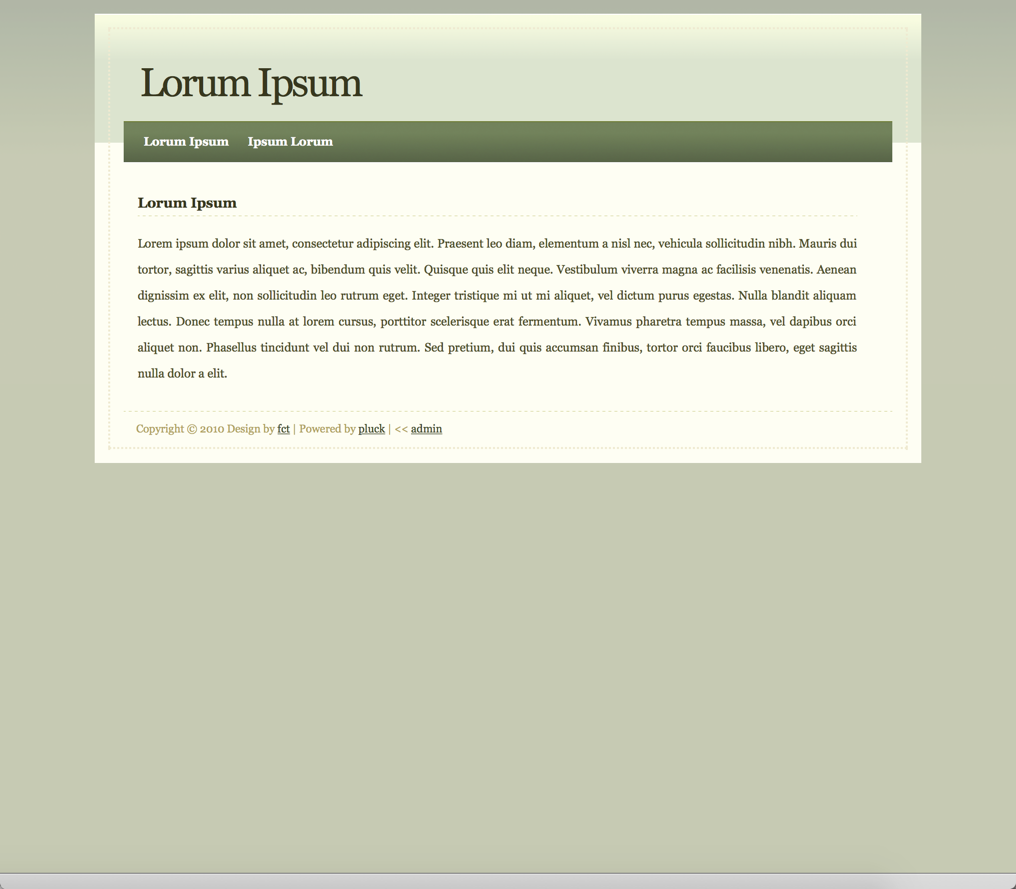 Lorum Ipsum
Lorum Ipsum Ipsum Lorum
Lorum Ipsum
Lorem ipsum dolor sit amet, consectetur adipiscing elit. Praesent leo diam, elementum a nisl nec, vehicula sollicitudin nibh. Mauris dui
tortor, sagittis varius aliquet ac, bibendum quis velit. Quisque quis elit neque. Vestibulum viverra magna ac facilisis venenatis. Aenean
dignissim ex elit, non sollicitudin leo rutrum eget. Integer tristique mi ut mi aliquet, vel dictum purus egestas. Nulla blandit aliquam
lectus. Donec tempus nulla at lorem cursus, porttitor scelerisque erat fermentum. Vivamus pharetra tempus massa, vel dapibus orci
aliquet non. Phasellus tincidunt vel dui non rutrum. Sed pretium, dui quis accumsan finibus, tortor orci faucibus libero, eget sagittis
nulla dolor a elit.
Copyright © 2010 Design by fct | Powered by pluck | << admin